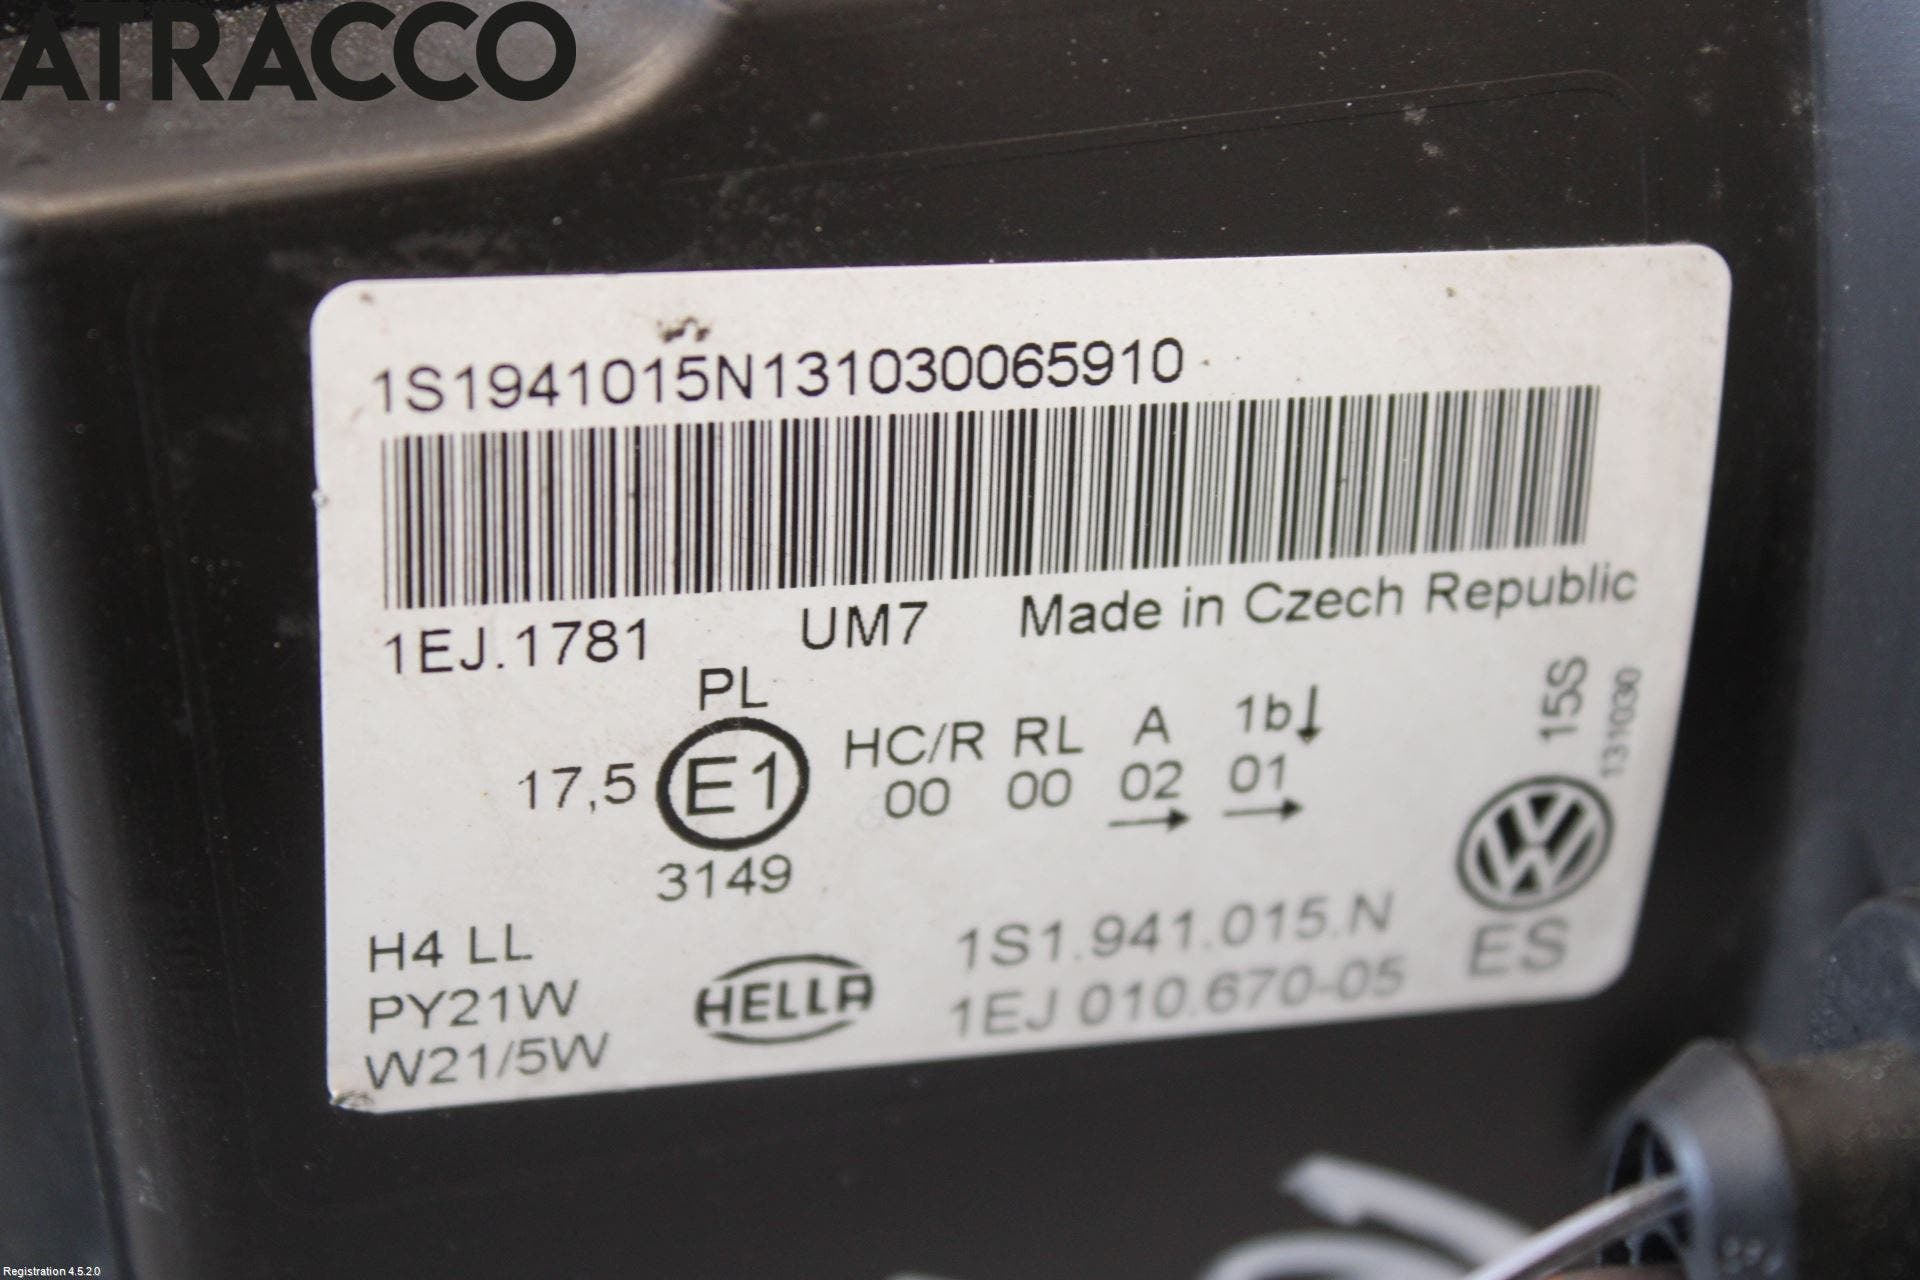 ATRACCO
1S1941015N131030065910
1EJ.1781 UM7 Made in Czech Republic
PL
17,5 E1 HC/R RL A 1b↓
00 00 02 01
→ →
3149
15S
131030
H4 LL
PY21W
W21/5W
HELLA
1S1.941.015.N
1EJ 010.670-05
VW
ES
Registration 4.5.2.0